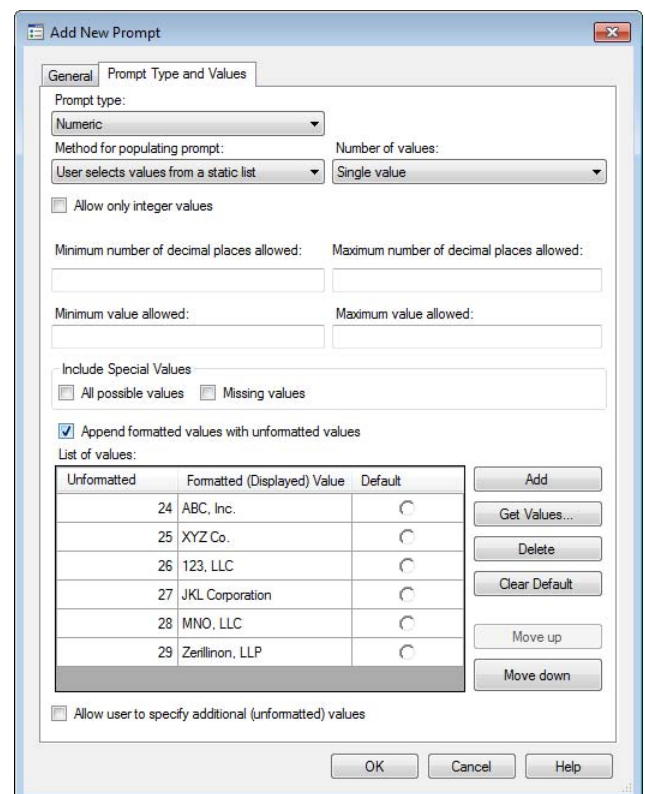 Add New Prompt
General Prompt Type and Values
Prompt type:
Numeric
Method for populating prompt: Number of values:
User selects values from a static list Single value
Allow only integer values
Minimum number of decimal places allowed: Maximum number of decimal places allowed:
Minimum value allowed: Maximum value allowed:
Include Special Values
All possible values Missing values
Append formatted values with unformatted values
List of values:
Unformatted Formatted (Displayed) Value Default Add
24 ABC, Inc. Get Values...
25 XYZ Co.
26 123, LLC Delete
27 JKL Corporation Clear Default
28 MNO, LLC Move up
29 Zerillinon, LLP
Move down
Allow user to specify additional (unformatted) values
OK Cancel Help